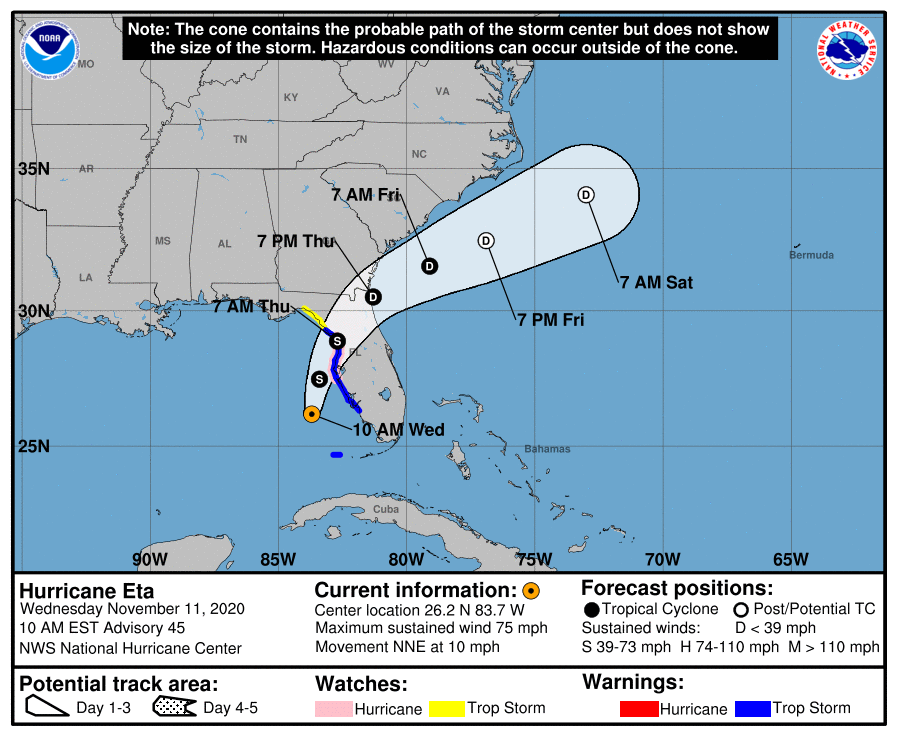 Note: The cone contains the probable path of the storm center but does not show
the size of the storm. Hazardous conditions can occur outside of the cone.
NOAA
NATIONAL WEATHER SERVICE
MO
WV
KY
VA
TN
NC
35N
AR
7 AM Fri
SC
MS
AL
GA
7 PM Thu
Bermuda
LA
7 AM Sat
30N
7 AM Thu
7 PM Fri
FL
D
D
D
D
S
S
10 AM Wed
25N
Bahamas
Cuba
90W
85W
80W
75W
70W
65W
Hurricane Eta
Wednesday November 11, 2020
10 AM EST Advisory 45
NWS National Hurricane Center
Current information:
Center location 26.2 N 83.7 W
Maximum sustained wind 75 mph
Movement NNE at 10 mph
Forecast positions:
Tropical Cyclone Post/Potential TC
Sustained winds: D < 39 mph
S 39-73 mph H 74-110 mph M > 110 mph
Potential track area:
Day 1-3 Day 4-5
Watches:
Hurricane Trop Storm
Warnings:
Hurricane Trop Storm